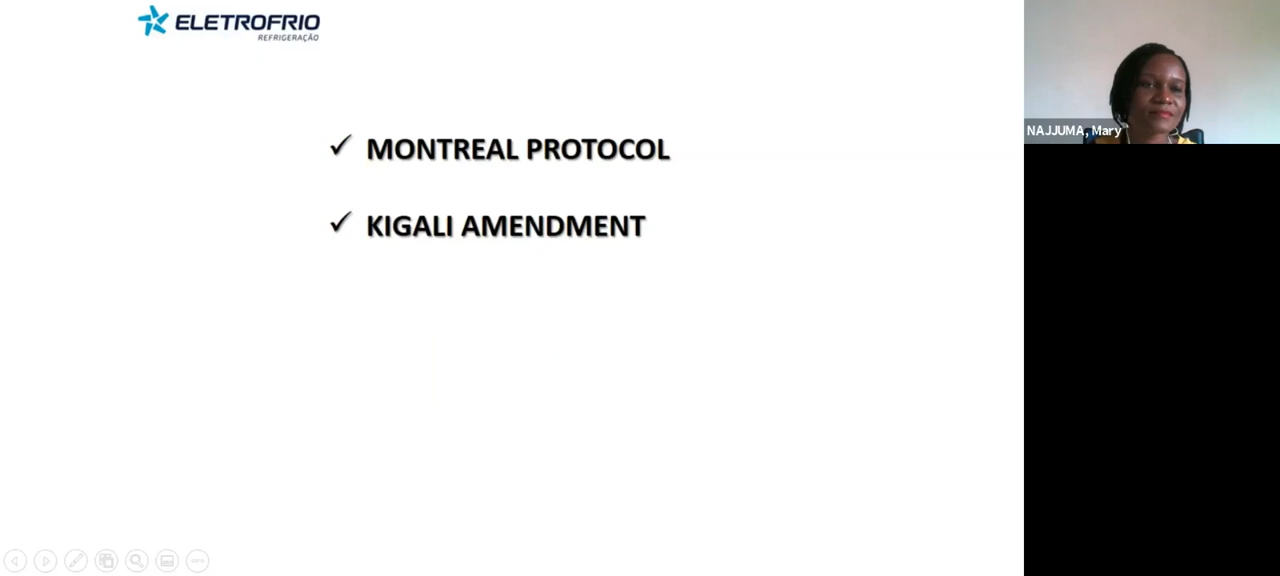 ELETROFRIO
REFRIGERAÇÃO
✓ MONTREAL PROTOCOL
✓ KIGALI AMENDMENT
NAJJUMA, Mary